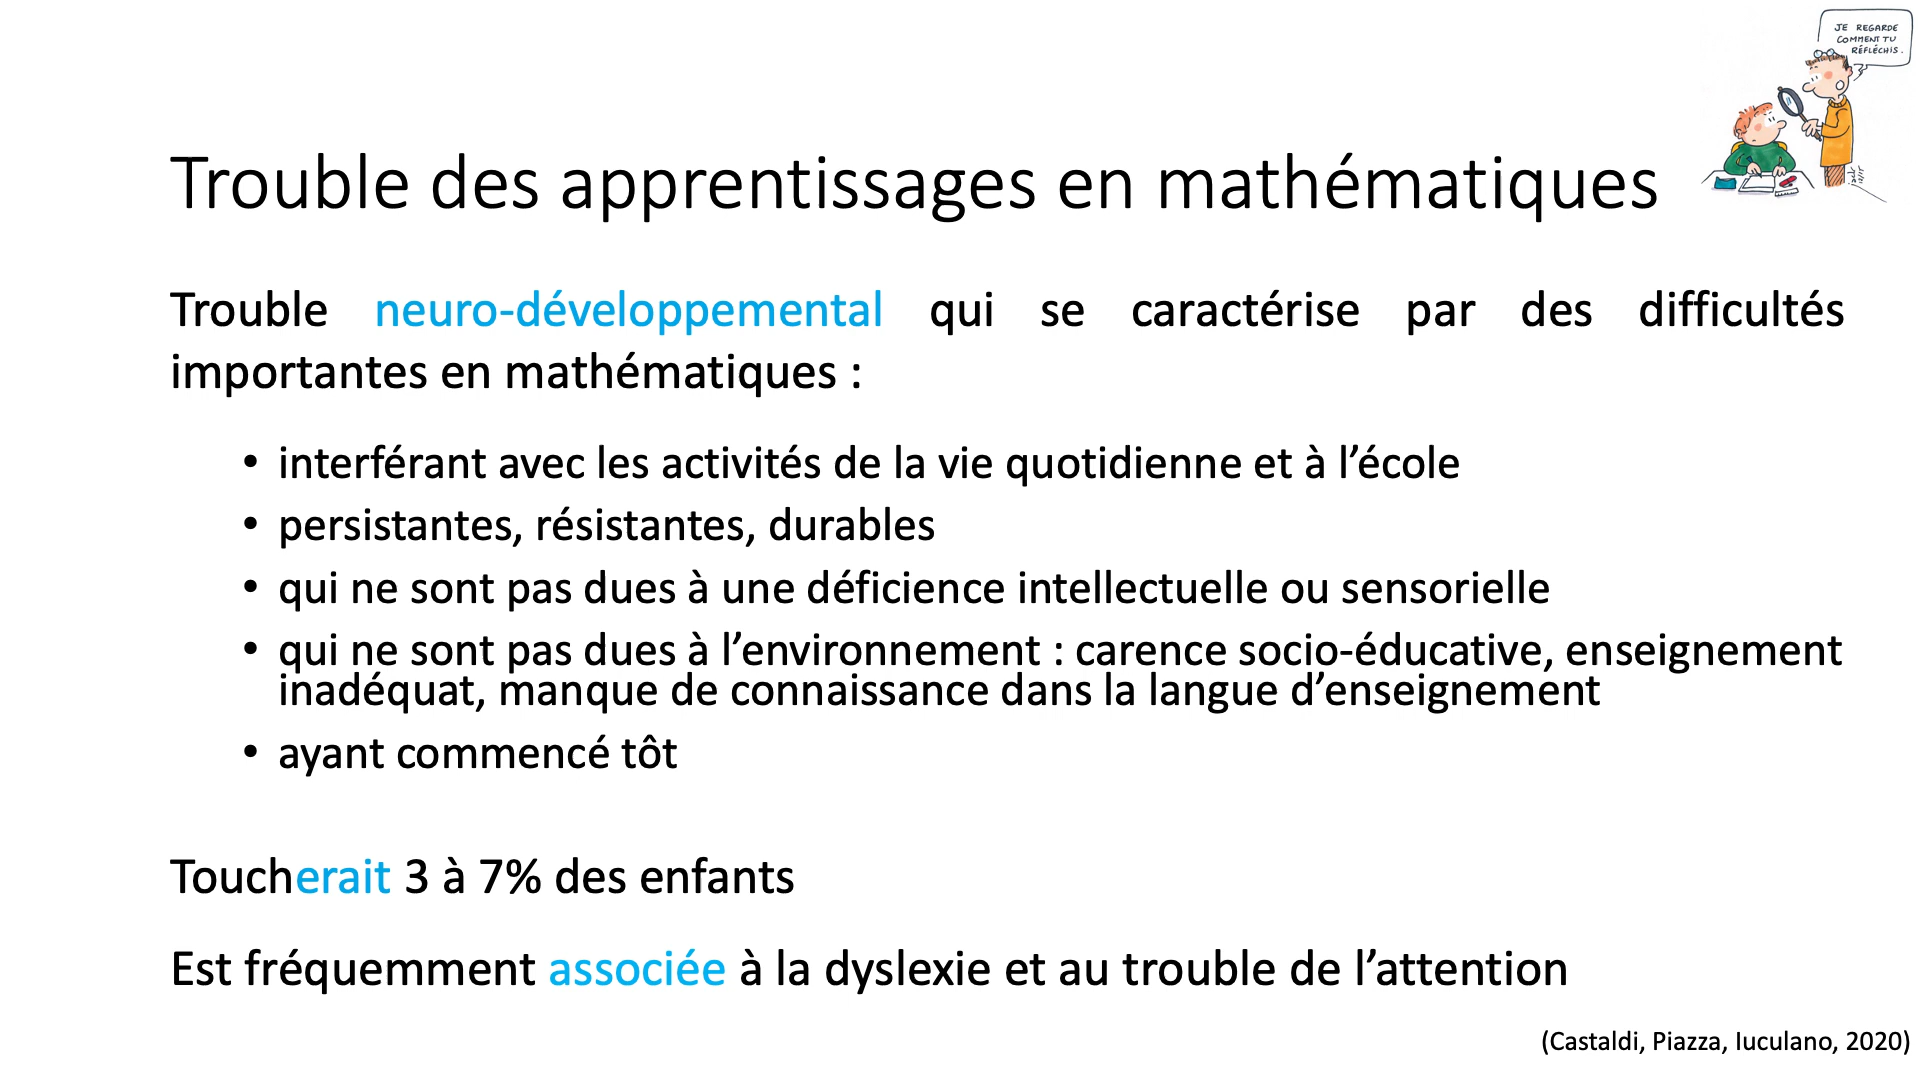 JE REGARDE
COMMENT TU
RÉFLÉCHIS.
Trouble des apprentissages en mathématiques
Trouble neuro-développemental qui se caractérise par des difficultés
importantes en mathématiques :
• interférant avec les activités de la vie quotidienne et à l’école
• persistantes, résistantes, durables
• qui ne sont pas dues à une déficience intellectuelle ou sensorielle
• qui ne sont pas dues à l’environnement : carence socio-éducative, enseignement
inadéquat, manque de connaissance dans la langue d’enseignement
• ayant commencé tôt
Toucherait 3 à 7% des enfants
Est fréquemment associée à la dyslexie et au trouble de l’attention
(Castaldi, Piazza, Iuculano, 2020)